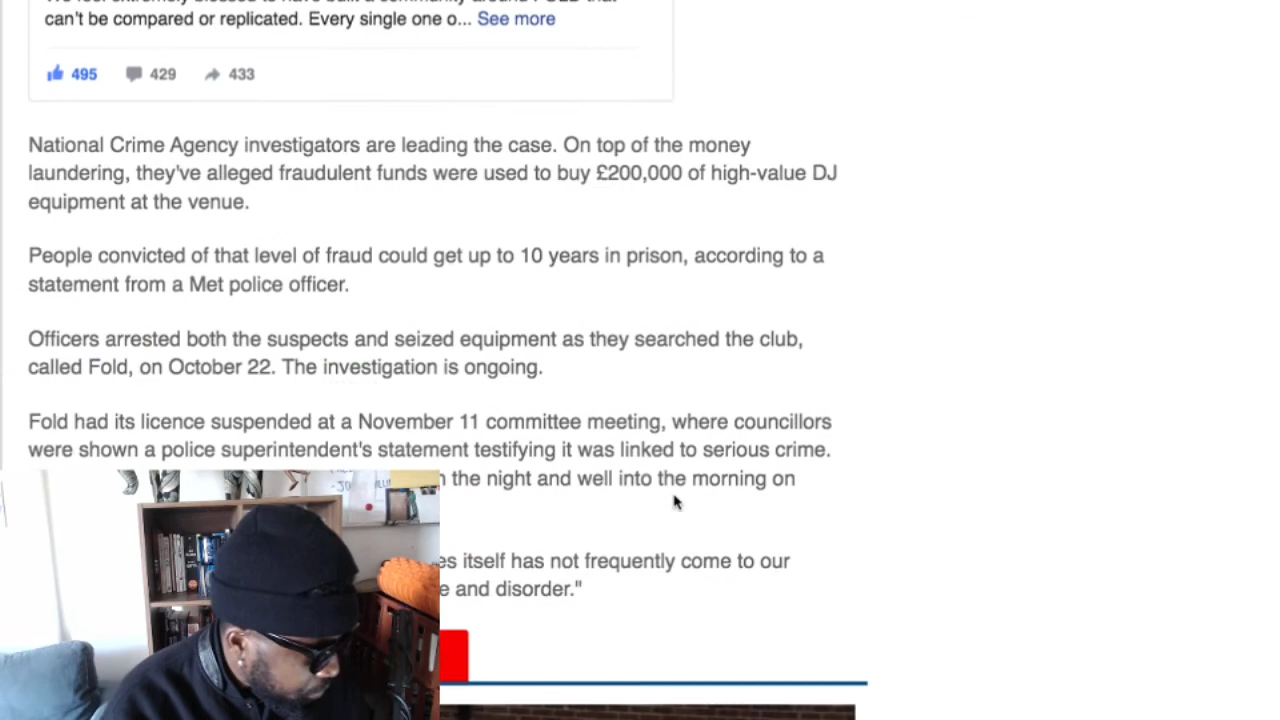 can't be compared or replicated. Every single one o... See more
495 429 433
National Crime Agency investigators are leading the case. On top of the money
laundering, they've alleged fraudulent funds were used to buy £200,000 of high-value DJ
equipment at the venue.
People convicted of that level of fraud could get up to 10 years in prison, according to a
statement from a Met police officer.
Officers arrested both the suspects and seized equipment as they searched the club,
called Fold, on October 22. The investigation is ongoing.
Fold had its licence suspended at a November 11 committee meeting, where councillors
were shown a police superintendent's statement testifying it was linked to serious crime.
the night and well into the morning on
itself has not frequently come to our
and disorder."